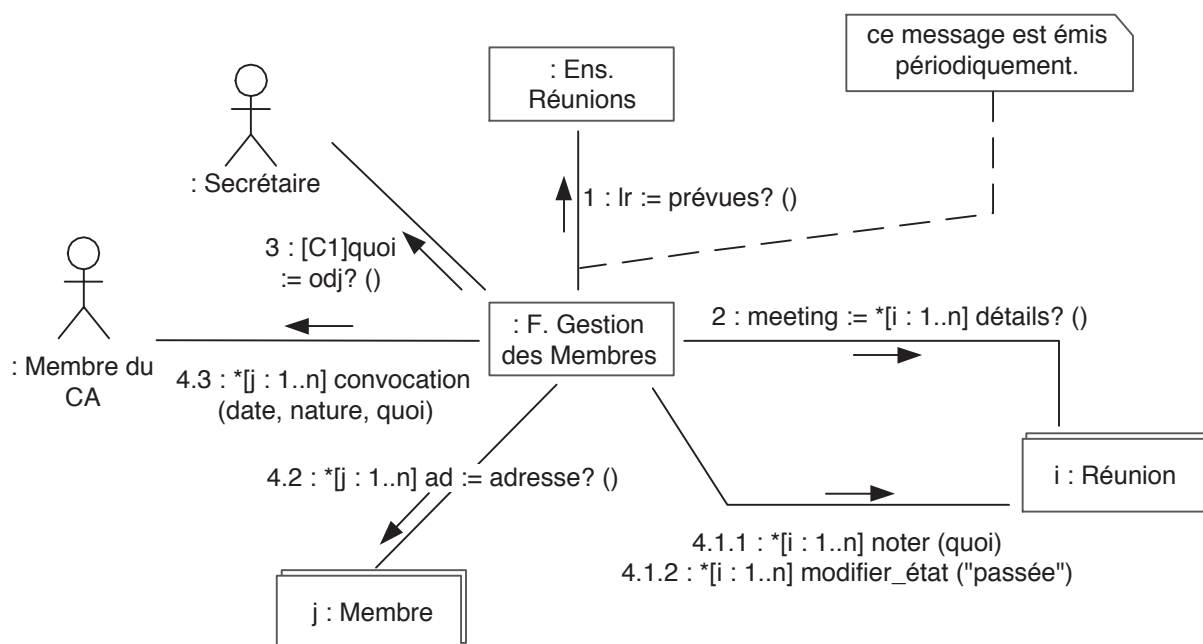 ce message est émis
périodiquement.
: Ens.
Réunions
: Secrétaire
1 : lr := prévues? ()
3 : [C1]quoi
:= odj? ()
: F. Gestion
des Membres
2 : meeting := *[i : 1..n] détails? ()
: Membre du
CA
4.3 : *[j : 1..n] convocation
(date, nature, quoi)
4.2 : *[j : 1..n] ad := adresse? ()
i : Réunion
4.1.1 : *[i : 1..n] noter (quoi)
4.1.2 : *[i : 1..n] modifier_état ("passée")
j : Membre